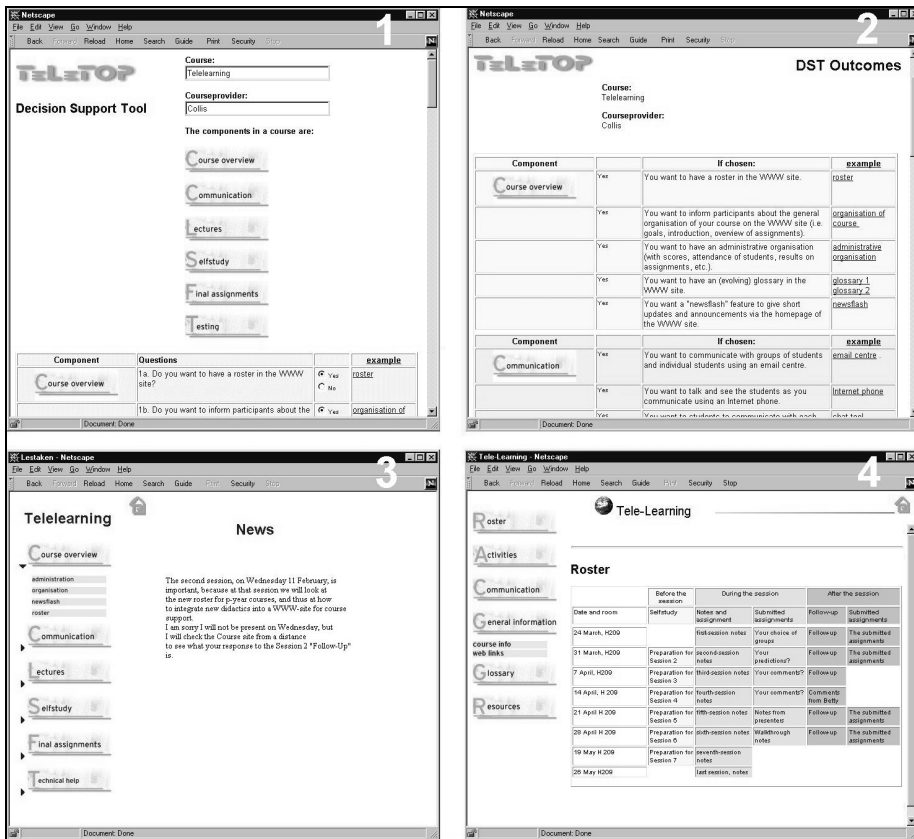 Netscape
File Edit View Go Window Help
1
Back Forward Reload Home Search Guide Print Security Stop
TeLeTOP
Decision Support Tool
Course:
Telelearning
Courseprovider:
Collis
The components in a course are:
Course overview
Communication
Lectures
Selfstudy
Final assignments
Testing
Component Questions example
Course overview
1a. Do you want to have a roster in the WWW
site?
Yes
No
roster
1b. Do you want to inform participants about the
Yes
organisation of
Document: Done
Netscape
File Edit View Go Window Help
2
Back Forward Reload Home Search Guide Print Security Stop
TeLeTOP
DST Outcomes
Course:
Telelearning
Courseprovider:
Collis
Component If chosen: example
Course overview
Yes
You want to have a roster in the WWW site.
roster
Yes
You want to inform participants about the general
organisation of your course on the WWW site (i.e.
goals, introduction, overview of assignments).
organisation of
course.
Yes
You want to have an administrative organisation
(with scores, attendance of students, results on
assignments, etc.).
administrative
organisation
Yes
You want to have an (evolving) glossary in the
WWW site.
glossary 1
glossary 2
Yes
You want a "newsflash" feature to give short
updates and announcements via the homepage of
the WWW site.
newsflash
Component If chosen: example
Communication
Yes
You want to communicate with groups of students
and individual students using an email centre.
email centre.
Yes
You want to talk and see the students as you
communicate using an Internet phone.
Internet phone
Yes
You want to students to communicate with each
chat tool
Document: Done
Lestaken - Netscape
File Edit View Go Window Help
3
Back Forward Reload Home Search Guide Print Security Stop
Telelearning
Course overview
administration
organisation
newsflash
roster
Communication
Lectures
Selfstudy
Final assignments
Technical help
News
The second session, on Wednesday 11 February, is
important, because at that session we will look at
the new roster for p-year courses, and thus at how
to integrate new didactics into a WWW-site for course
support.
I am sorry I will not be present on Wednesday, but
I will check the Course site from a distance
to see what your response to the Session 2 "Follow-Up"
is.
Document: Done
Tele-Learning - Netscape
File Edit View Go Window Help
4
Back Forward Reload Home Search Guide Print Security Stop
Roster
Activities
Communication
General information
course info
web links
Glossary
Resources
Tele-Learning
Roster
Before the
session
During the session
After the session
Date and room Selfstudy Notes and
assignment
Submitted
assignments
Follow-up Submitted
assignments
24 March, H209
first-session notes
Your choice of
groups
Follow-up
The submitted
assignments
31 March, H209
Preparation for
Session 2
second-session
notes
Your
predictions?
Follow-up
The submitted
assignments
7 April, H209
Preparation for
Session 3
third-session notes
Your comments?
Follow-up
14 April, H 209
Preparation for
Session 4
fourth-session
notes
Your comments?
Comments
from Betty
21 April H 209
Preparation for
Session 5
fifth-session notes
Notes from
presenters
Follow-up
The submitted
assignments
28 April H 209
Preparation for
Session 6
sixth-session notes
Walkthrough
notes
Follow-up
The submitted
assignments
19 May H 209
Preparation for
Session 7
seventh-session
notes
26 May H209
last session, notes
Document: Done